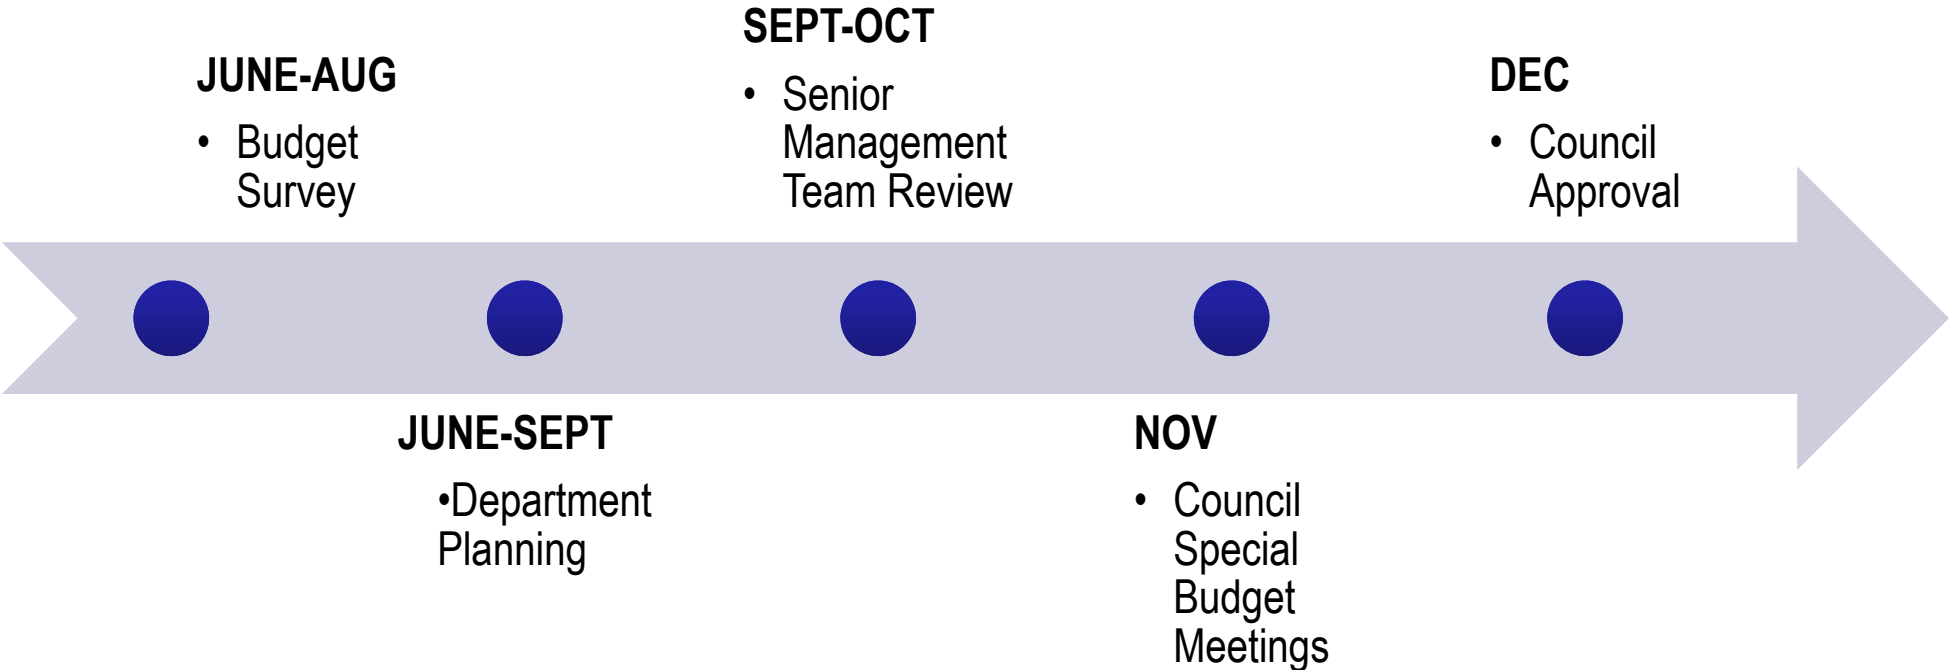 JUNE-AUG
• Budget
Survey
JUNE-SEPT
•Department
Planning
SEPT-OCT
• Senior
Management
Team Review
NOV
• Council
Special
Budget
Meetings
DEC
• Council
Approval